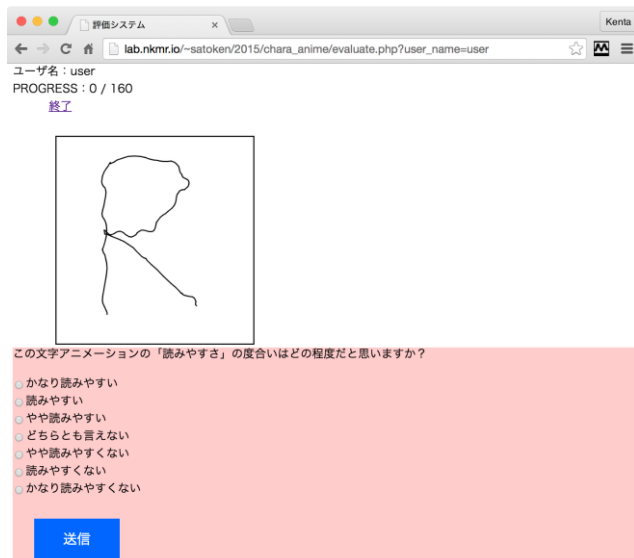 評価システム
Kenta
lab.nkmr.io/~satoken/2015/chara_anime/evaluate.php?user_name=user
ユーザ名：user
PROGRESS：0 / 160
終了
R
この文字アニメーションの「読みやすさ」の度合いはどの程度だと思いますか？
かなり読みやすい
読みやすい
やや読みやすい
どちらとも言えない
やや読みやすくない
読みやすくない
かなり読みやすくない
送信